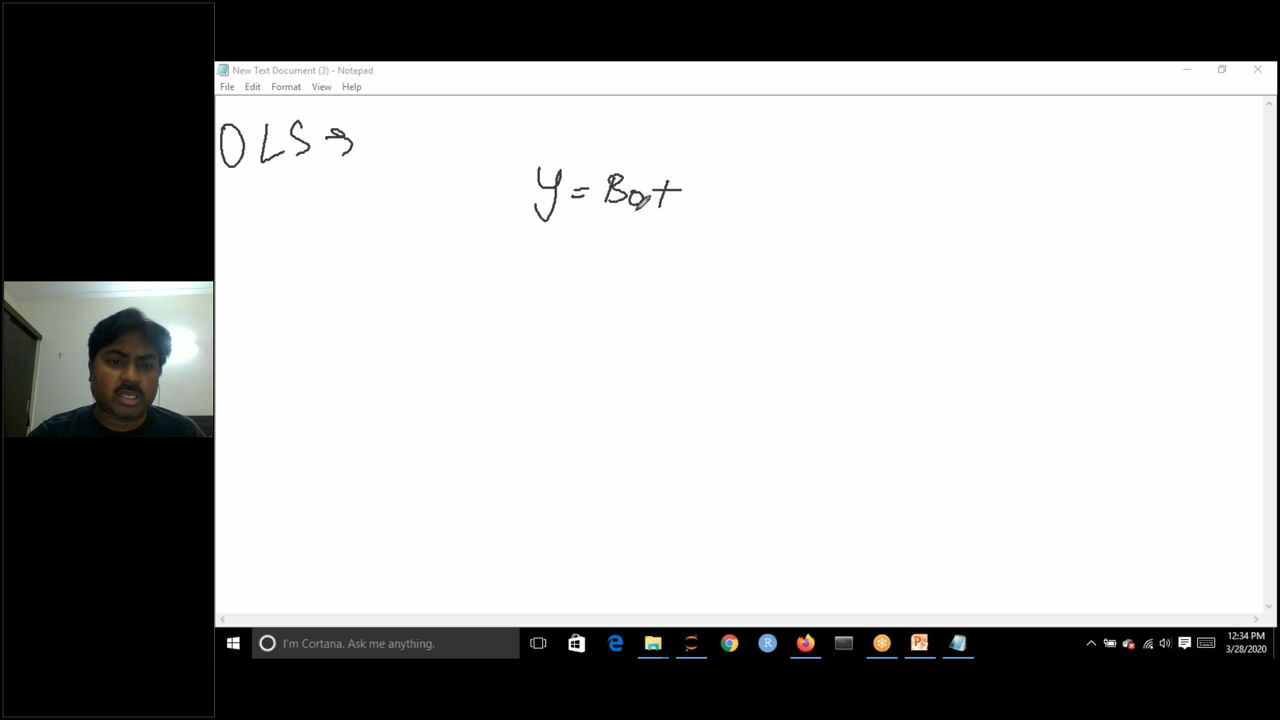 New Text Document (3) - Notepad
File Edit Format View Help
OLS ⇒
y = B0 +
I'm Cortana. Ask me anything.
12:34 PM
3/28/2020